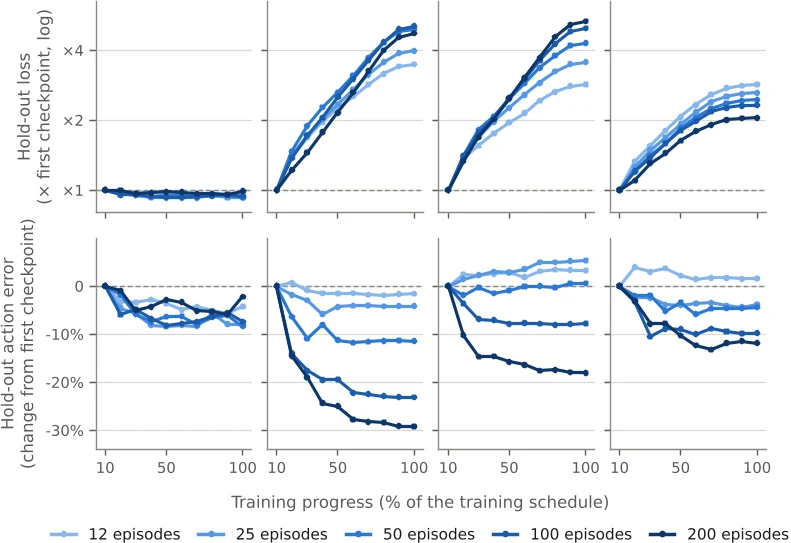 Hold-out loss
(× first checkpoint, log)
×4
×2
×1
Hold-out action error
(change from first checkpoint)
0
-10%
-20%
-30%
10 50 100 10 50 100 10 50 100 10 50 100
Training progress (% of the training schedule)
12 episodes 25 episodes 50 episodes 100 episodes 200 episodes